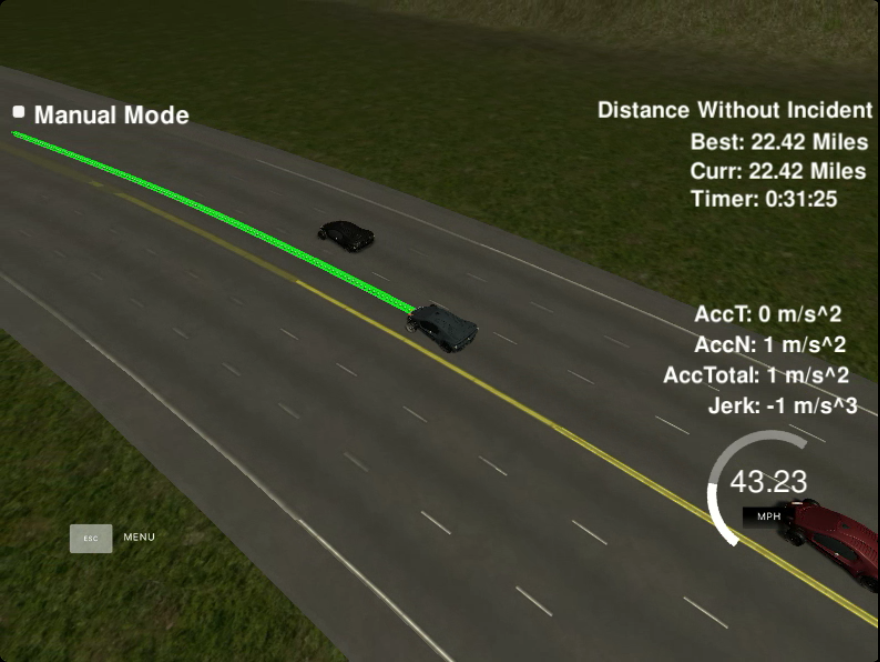 Manual Mode
Distance Without Incident
Best: 22.42 Miles
Curr: 22.42 Miles
Timer: 0:31:25
AccT: 0 m/s^2
AccN: 1 m/s^2
AccTotal: 1 m/s^2
Jerk: -1 m/s^3
43.23
MPH
ESC MENU